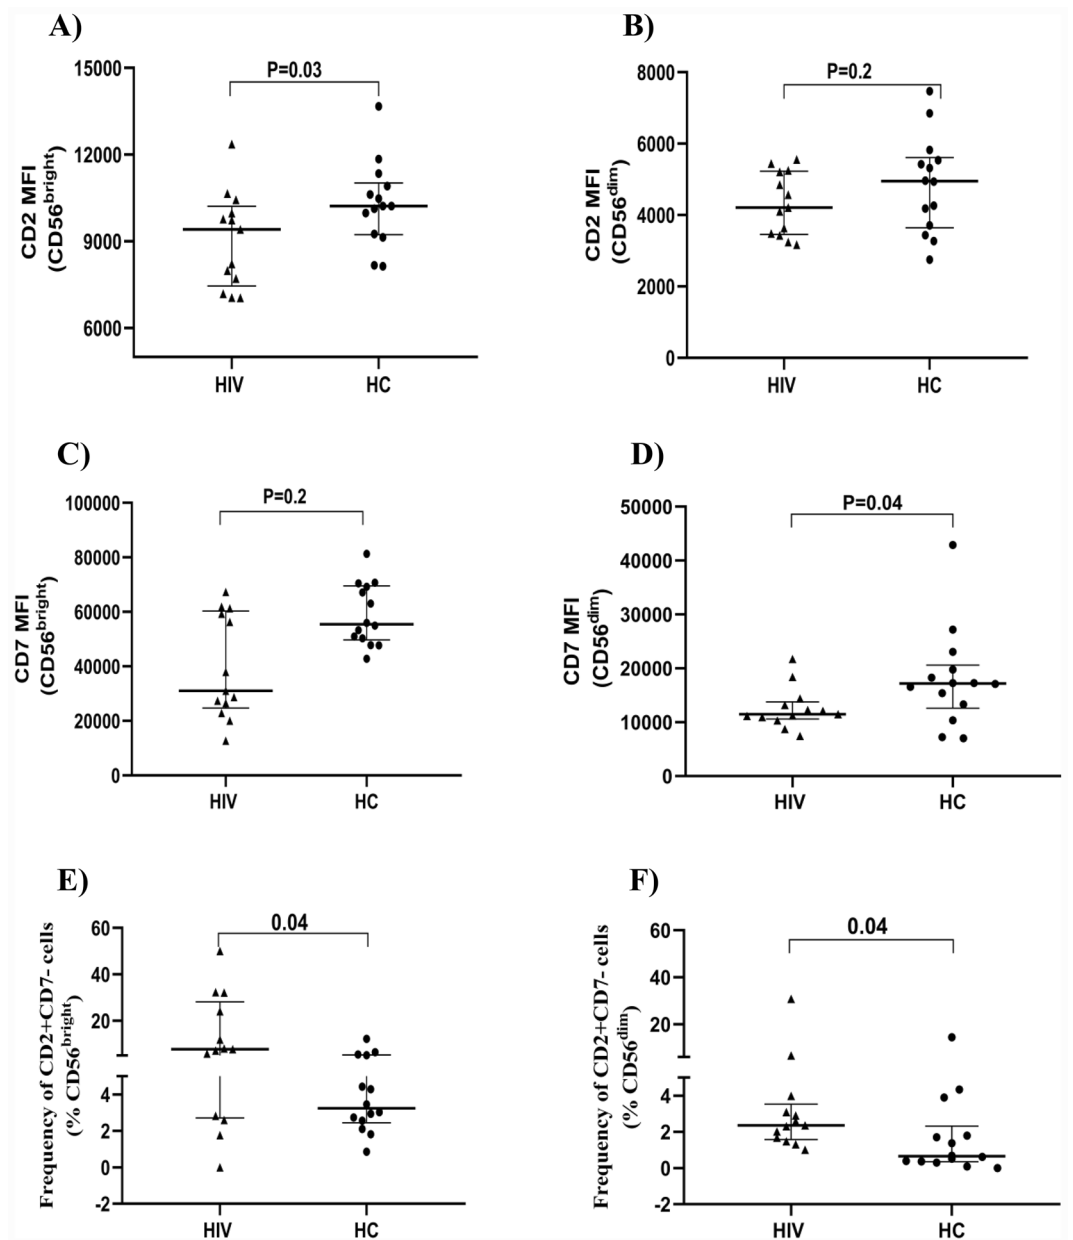 A)
P=0.03
CD2 MFI
(CD56bright)
15000
12000
9000
6000
HIV
HC
B)
P=0.2
CD2 MFI
(CD56dim)
8000
6000
4000
2000
0
HIV
HC
C)
P=0.2
CD7 MFI
(CD56bright)
100000
80000
60000
40000
20000
0
HIV
HC
D)
P=0.04
CD7 MFI
(CD56dim)
50000
40000
30000
20000
10000
0
HIV
HC
E)
0.04
Frequency of CD2+CD7- cells
(% CD56bright)
60
40
20
4
2
0
-2
HIV
HC
F)
0.04
Frequency of CD2+CD7- cells
(% CD56dim)
60
40
20
4
2
0
-2
HIV
HC